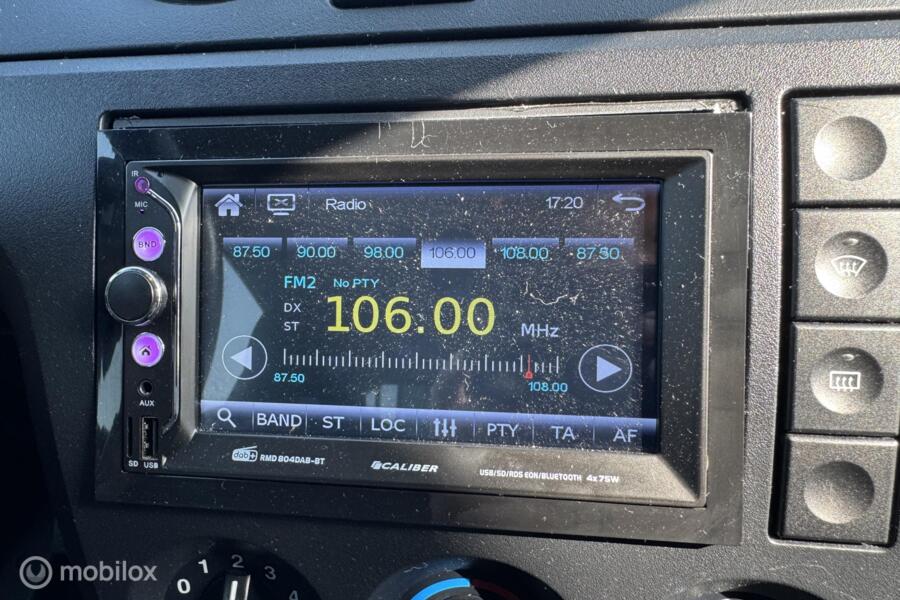 IR
MIC
BND
AUX
SD USB
Radio 17:20
87.50 90.00 98.00 106.00 108.00 87.50
FM2 No PTY
DX
ST
106.00 MHz
87.50 108.00
BAND ST LOC PTY TA AF
dab+ RMD 804DAB-BT CALIBER USB/SD/RDS EON/BLUETOOTH 4x75W
0 1 2 3 4
mobilox